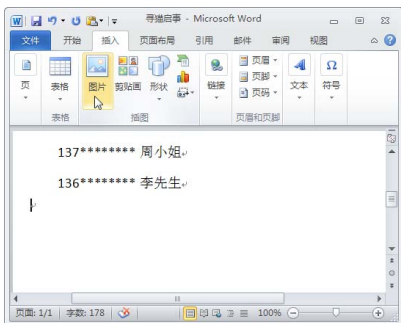 寻猫启事 - Microsoft Word
文件 开始 插入 页面布局 引用 邮件 审阅 视图
页 表格 图片 剪贴画 形状 链接 页眉 文本 符号
页脚
页码
表格 插图 页眉和页脚
137******** 周小姐
136******** 李先生
页面: 1/1 字数: 178 100%